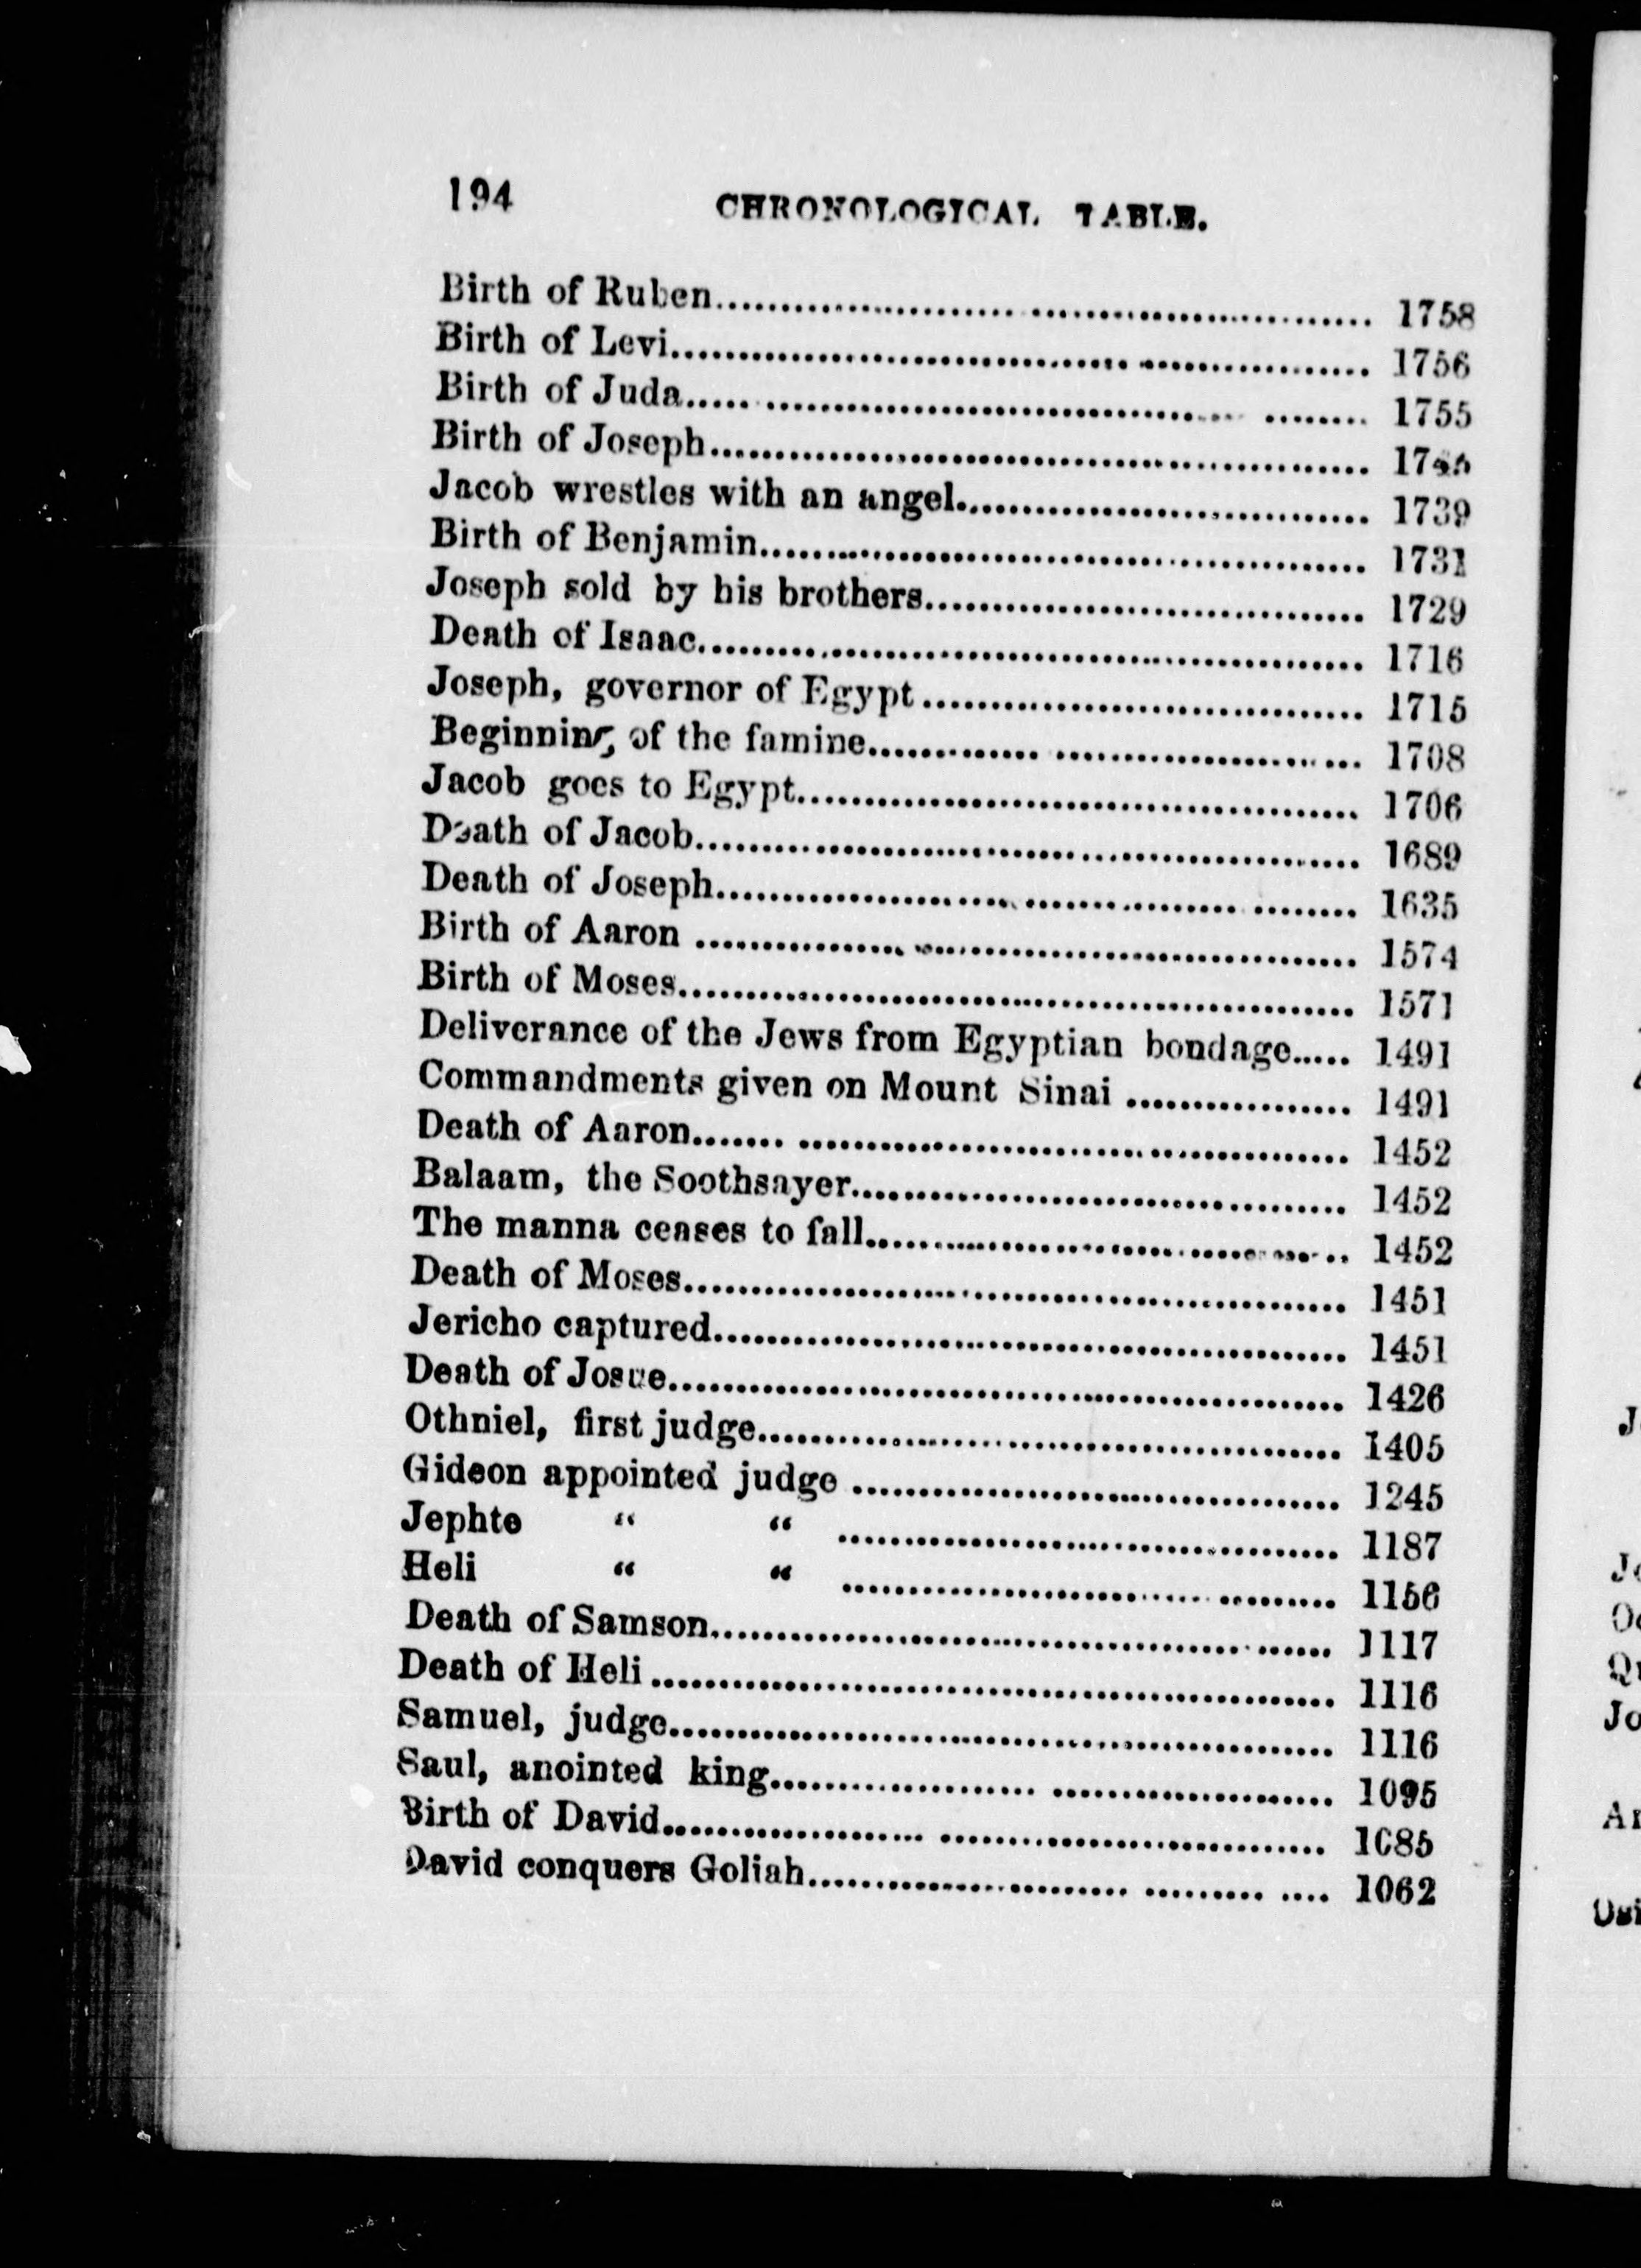 194 CHRONOLOGICAL TABLE.
Birth of Ruben........................................ 1758
Birth of Levi........................................ 1756
Birth of Juda........................................ 1755
Birth of Joseph........................................
Jacob wrestles with an angel................................ 1739
Birth of Benjamin........................................ 1731
Joseph sold by his brothers................................ 1729
Death of Isaac........................................ 1716
Joseph, governor of Egypt................................ 1715
Beginning of the famine................................ 1708
Jacob goes to Egypt........................................ 1706
Death of Jacob........................................ 1689
Death of Joseph........................................ 1635
Birth of Aaron ........................................ 1574
Birth of Moses........................................ 1571
Deliverance of the Jews from Egyptian bondage..... 1491
Commandments given on Mount Sinai ................. 1491
Death of Aaron........................................ 1452
Balaam, the Soothsayer................................ 1452
The manna ceases to fall................................ 1452
Death of Moses........................................ 1451
Jericho captured........................................ 1451
Death of Josue........................................ 1426
Othniel, first judge........................................ 1405
Gideon appointed judge ................................ 1245
Jephte “ “ ................................ 1187
Heli “ “ ................................ 1156
Death of Samson........................................ 1117
Death of Heli ........................................ 1116
Samuel, judge........................................ 1116
Saul, anointed king........................................ 1095
Birth of David........................................ 1085
David conquers Goliah................................ 1062